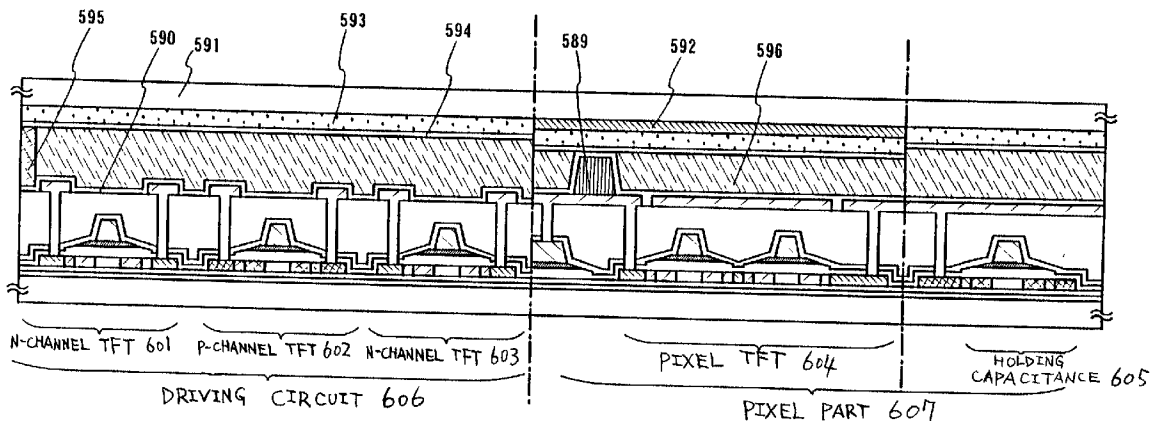 595 590 591 593 594 589 592 596
N-CHANNEL TFT 601 P-CHANNEL TFT 602 N-CHANNEL TFT 603 PIXEL TFT 604 HOLDING
CAPACITANCE 605
DRIVING CIRCUIT 606 PIXEL PART 607